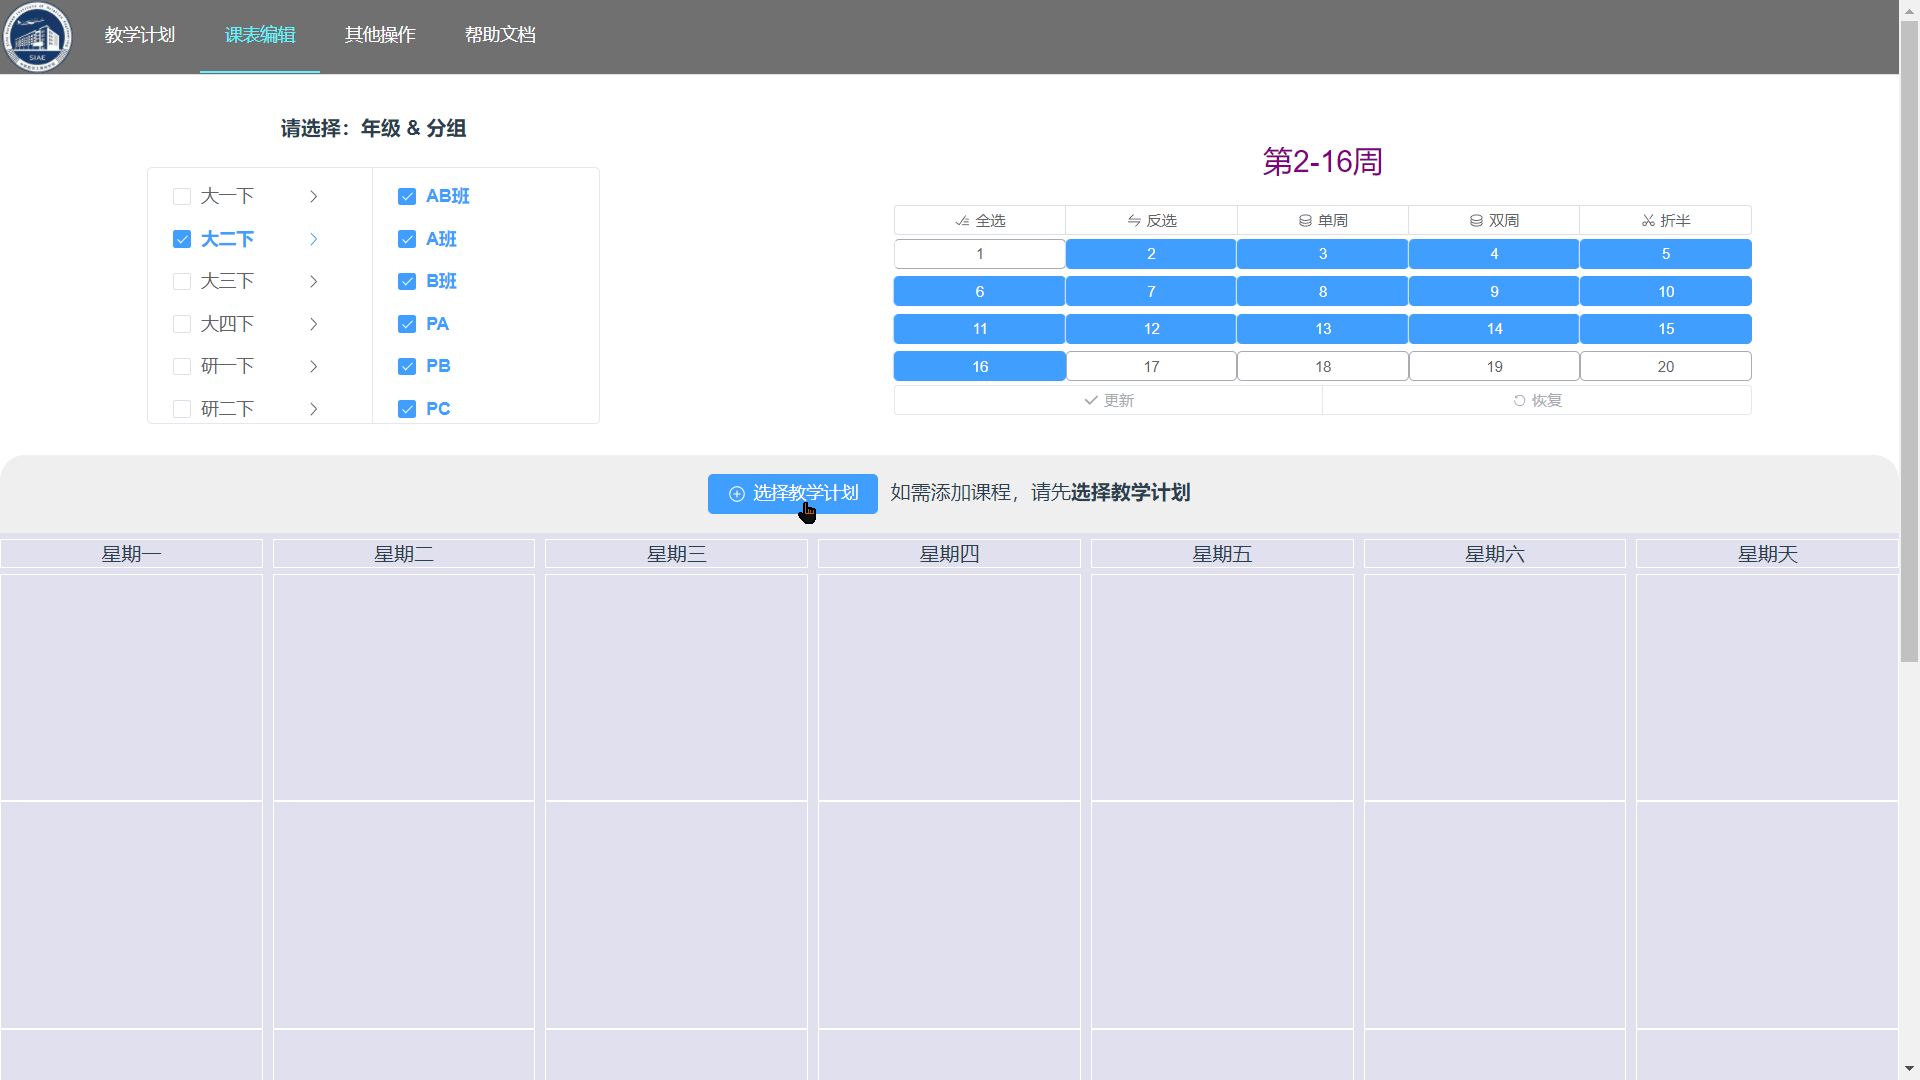 教学计划 课表编辑 其他操作 帮助文档
SIAE
请选择：年级 & 分组
大一下
大二下
大三下
大四下
研一下
研二下
AB班
A班
B班
PA
PB
PC
第2-16周
全选 反选 单周 双周 折半
1 2 3 4 5
6 7 8 9 10
11 12 13 14 15
16 17 18 19 20
更新 恢复
选择教学计划 如需添加课程，请先选择教学计划
星期一 星期二 星期三 星期四 星期五 星期六 星期天